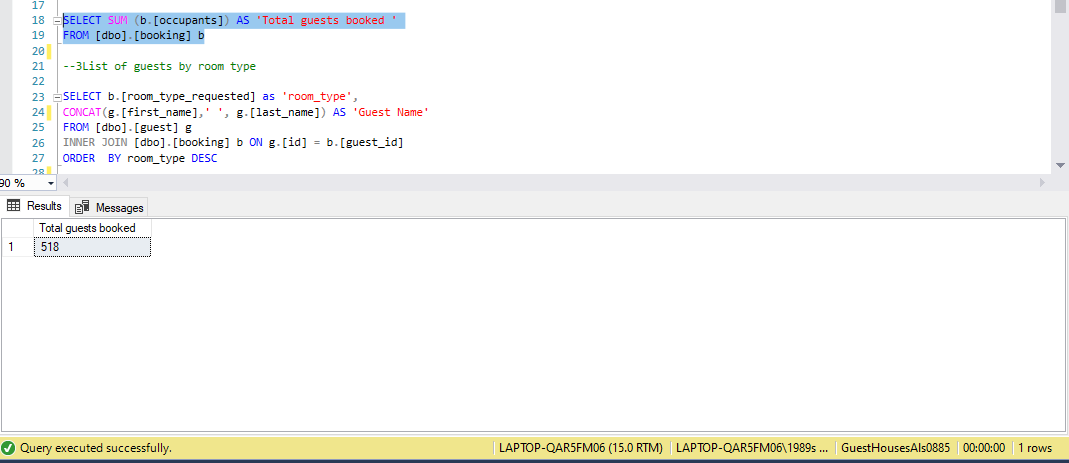 17
18 SELECT SUM (b.[occupants]) AS 'Total guests booked '
19 FROM [dbo].[booking] b
20
21 --3List of guests by room type
22
23 SELECT b.[room_type_requested] as 'room_type',
24 CONCAT(g.[first_name],' ', g.[last_name]) AS 'Guest Name'
25 FROM [dbo].[guest] g
26 INNER JOIN [dbo].[booking] b ON g.[id] = b.[guest_id]
27 ORDER  BY room_type DESC
28
90 %
Results Messages
Total guests booked
1 518
Query executed successfully. LAPTOP-QAR5FM06 (15.0 RTM) LAPTOP-QAR5FM06\1989s ... GuestHousesAls0885 00:00:00 1 rows